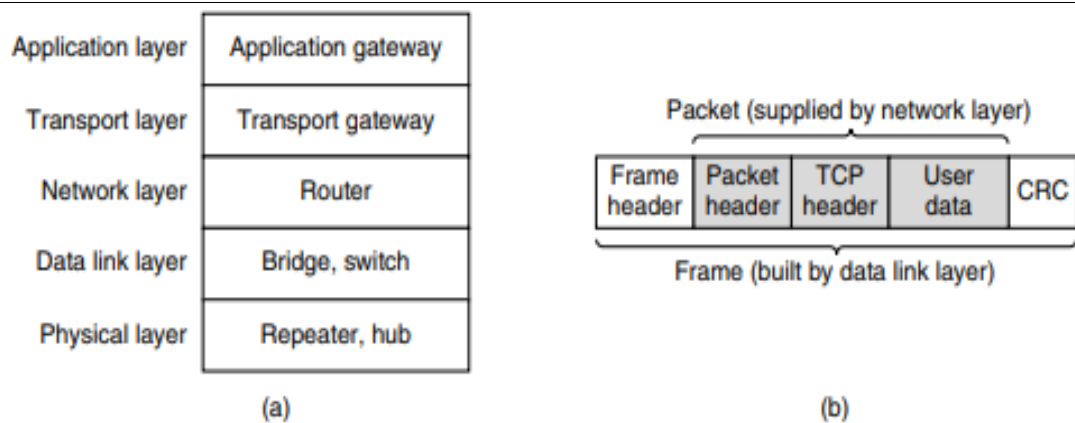 Application layer Application gateway
Transport layer Transport gateway
Network layer Router
Data link layer Bridge, switch
Physical layer Repeater, hub
(a)
Packet (supplied by network layer)
Frame Packet TCP User
header header header data CRC
Frame (built by data link layer)
(b)